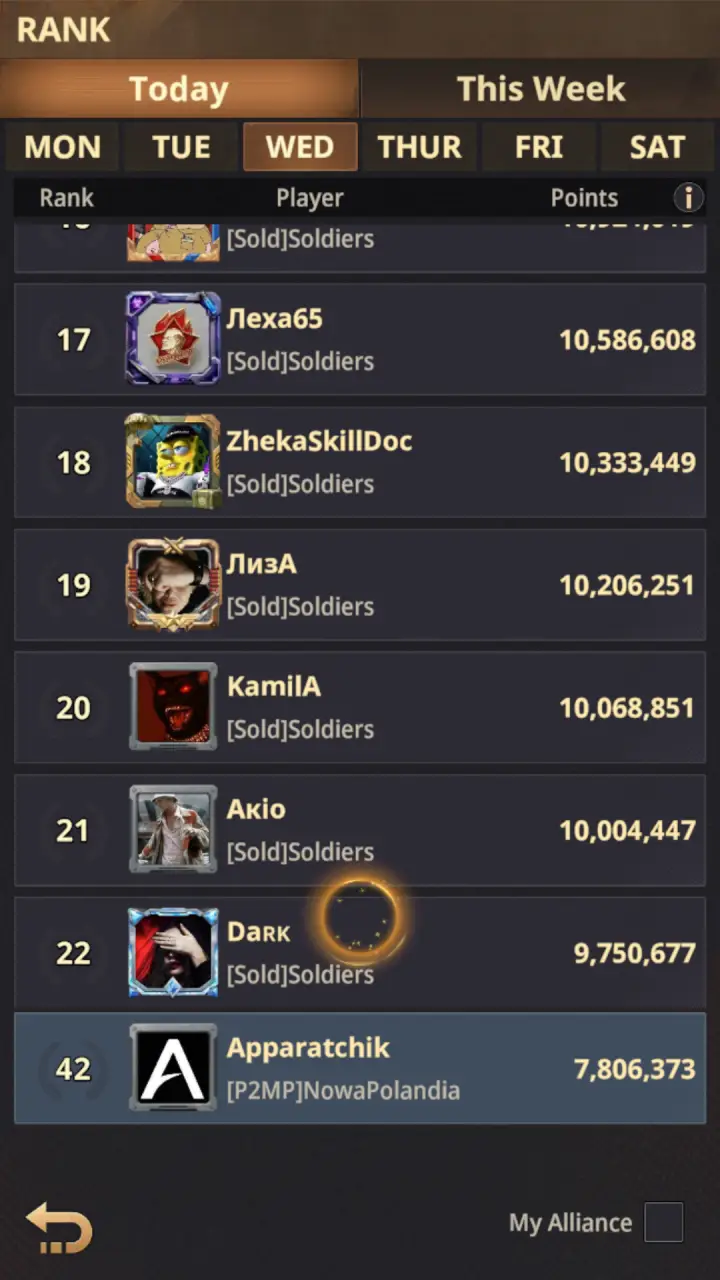 RANK
Today
This Week
MON
TUE
WED
THUR
FRI
SAT
Rank
Player
Points
[Sold]Soldiers
17
Лexa65
[Sold]Soldiers
10,586,608
18
ZhekaSkillDoc
[Sold]Soldiers
10,333,449
19
ЛизА
[Sold]Soldiers
10,206,251
20
KamilA
[Sold]Soldiers
10,068,851
21
Акіо
[Sold]Soldiers
10,004,447
22
Daʀᴋ
[Sold]Soldiers
9,750,677
42
Apparatchik
[P2MP]NowaPolandia
7,806,373
My Alliance